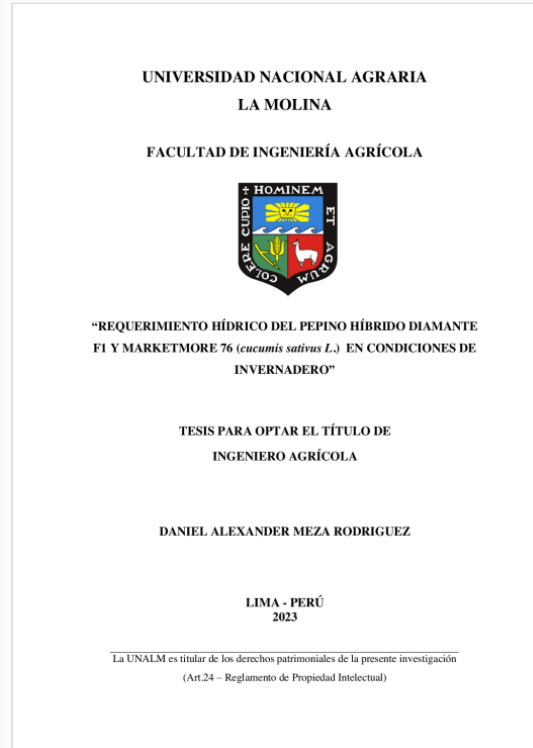 UNIVERSIDAD NACIONAL AGRARIA
LA MOLINA
FACULTAD DE INGENIERÍA AGRÍCOLA
COLERE CUPIO + HOMINEM ET AGRUM
“REQUERIMIENTO HÍDRICO DEL PEPINO HÍBRIDO DIAMANTE
F1 Y MARKETMORE 76 (cucumis sativus L.) EN CONDICIONES DE
INVERNADERO”
TESIS PARA OPTAR EL TÍTULO DE
INGENIERO AGRÍCOLA
DANIEL ALEXANDER MEZA RODRIGUEZ
LIMA - PERÚ
2023
La UNALM es titular de los derechos patrimoniales de la presente investigación
(Art.24 – Reglamento de Propiedad Intelectual)